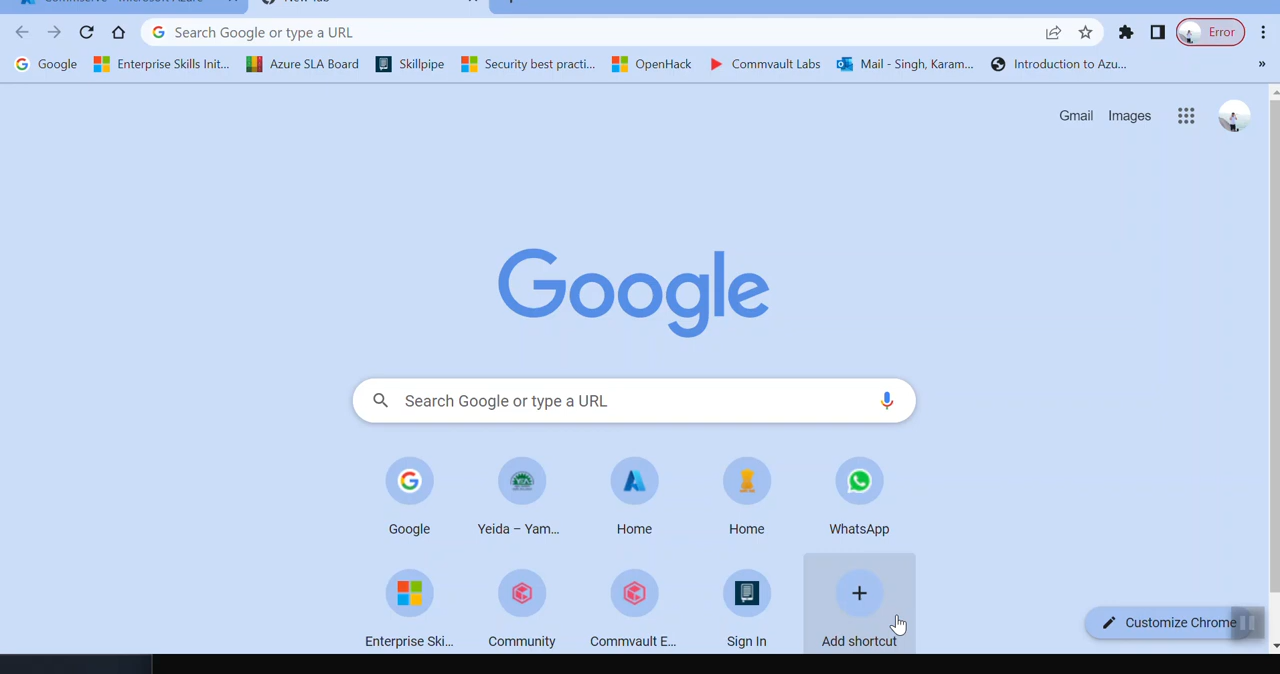 Search Google or type a URL
Error
Google Enterprise Skills Init... Azure SLA Board Skillpipe Security best practi... OpenHack Commvault Labs Mail - Singh, Karam... Introduction to Azu... »
Gmail Images
Google
Search Google or type a URL
Google Yeida – Yam... Home Home WhatsApp
Enterprise Ski... Community Commvault E... Sign In Add shortcut
Customize Chrome